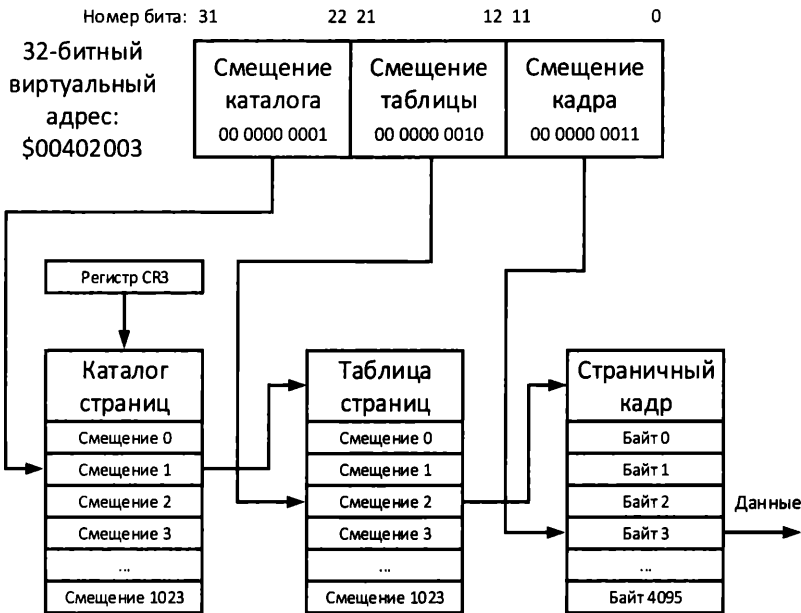 Номер бита: 31 22 21 12 11 0
32-битный
виртуальный
адрес:
$00402003
Смещение
каталога
00 0000 0001
Смещение
таблицы
00 0000 0010
Смещение
кадра
00 0000 0011
Регистр CR3
Каталог
страниц
Смещение 0
Смещение 1
Смещение 2
Смещение 3
...
Смещение 1023
Таблица
страниц
Смещение 0
Смещение 1
Смещение 2
Смещение 3
...
Смещение 1023
Страничный
кадр
Байт 0
Байт 1
Байт 2
Байт 3
...
Байт 4095
Данные